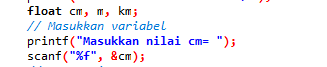 float cm, m, km;
// Masukkan variabel
printf("Masukkan nilai cm= ");
scanf("%f", &cm);